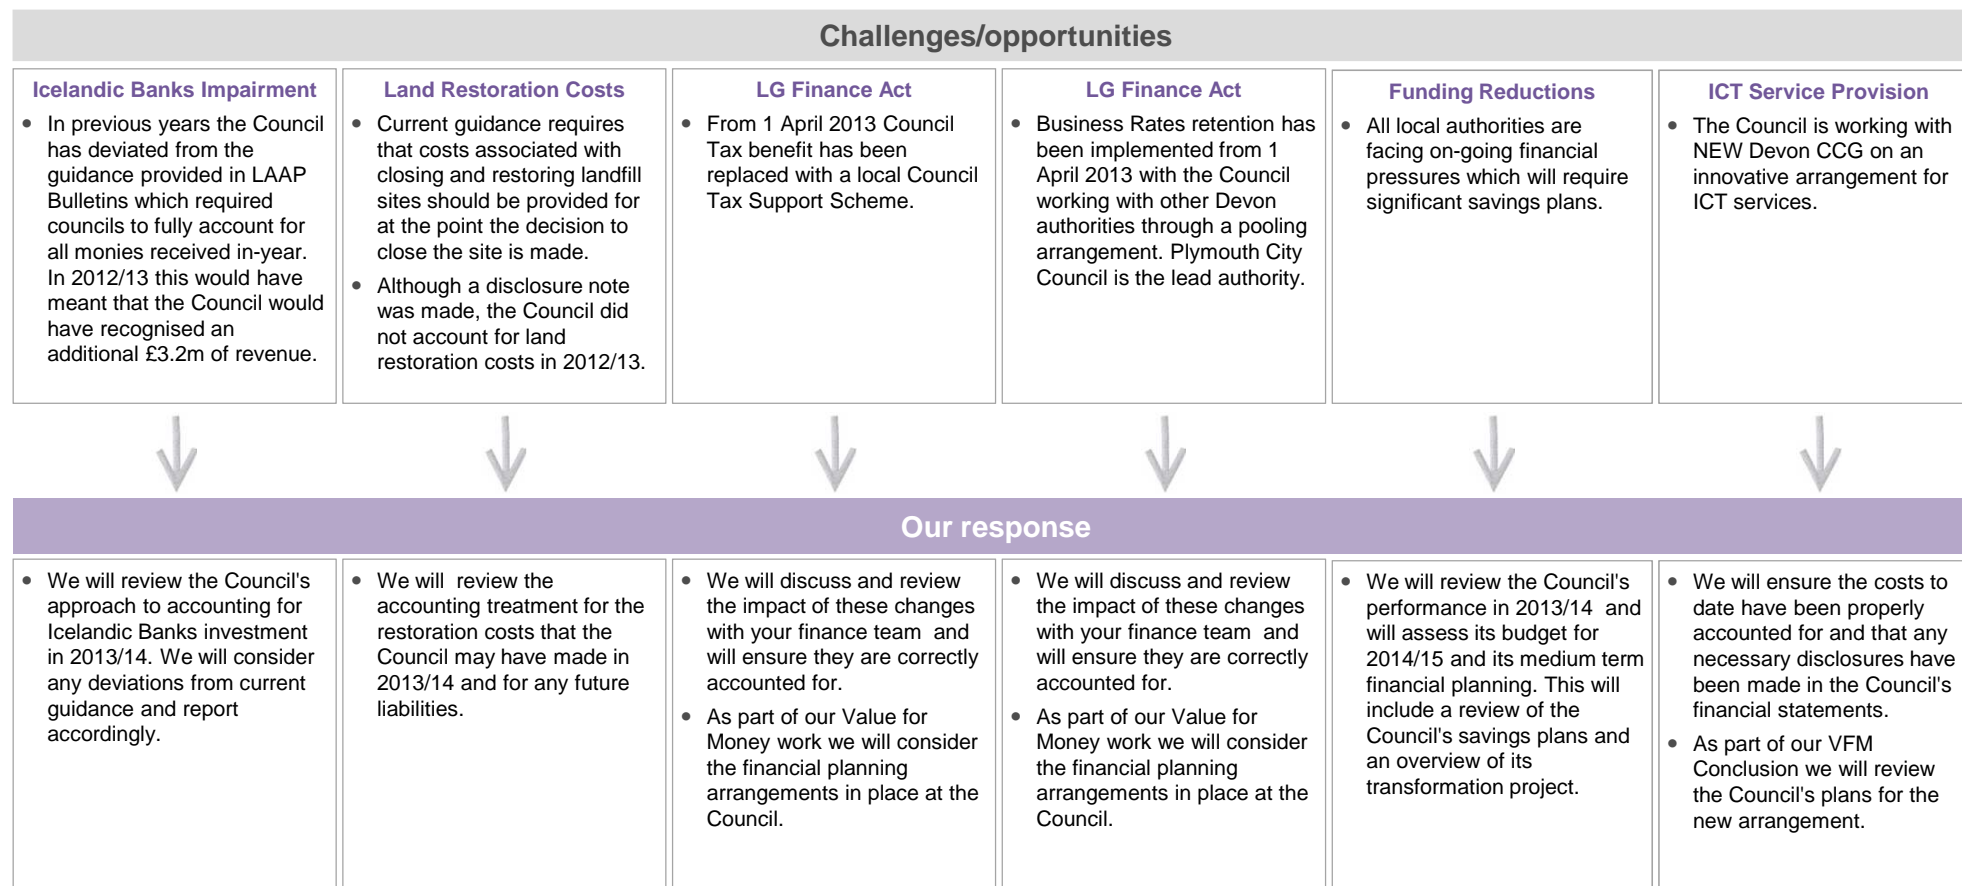 Challenges/opportunities
Icelandic Banks Impairment
• In previous years the Council
has deviated from the
guidance provided in LAAP
Bulletins which required
councils to fully account for
all monies received in-year.
In 2012/13 this would have
meant that the Council would
have recognised an
additional £3.2m of revenue.
Land Restoration Costs
• Current guidance requires
that costs associated with
closing and restoring landfill
sites should be provided for
at the point the decision to
close the site is made.
• Although a disclosure note
was made, the Council did
not account for land
restoration costs in 2012/13.
LG Finance Act
• From 1 April 2013 Council
Tax benefit has been
replaced with a local Council
Tax Support Scheme.
LG Finance Act
• Business Rates retention has
been implemented from 1
April 2013 with the Council
working with other Devon
authorities through a pooling
arrangement. Plymouth City
Council is the lead authority.
Funding Reductions
• All local authorities are
facing on-going financial
pressures which will require
significant savings plans.
ICT Service Provision
• The Council is working with
NEW Devon CCG on an
innovative arrangement for
ICT services.
Our response
• We will review the Council's
approach to accounting for
Icelandic Banks investment
in 2013/14. We will consider
any deviations from current
guidance and report
accordingly.
• We will  review the
accounting treatment for the
restoration costs that the
Council may have made in
2013/14 and for any future
liabilities.
• We will discuss and review
the impact of these changes
with your finance team  and
will ensure they are correctly
accounted for.
• As part of our Value for
Money work we will consider
the financial planning
arrangements in place at the
Council.
• We will discuss and review
the impact of these changes
with your finance team  and
will ensure they are correctly
accounted for.
• As part of our Value for
Money work we will consider
the financial planning
arrangements in place at the
Council.
• We will review the Council's
performance in 2013/14  and
will assess its budget for
2014/15 and its medium term
financial planning. This will
include a review of the
Council's savings plans and
an overview of its
transformation project.
• We will ensure the costs to
date have been properly
accounted for and that any
necessary disclosures have
been made in the Council's
financial statements.
• As part of our VFM
Conclusion we will review
the Council's plans for the
new arrangement.